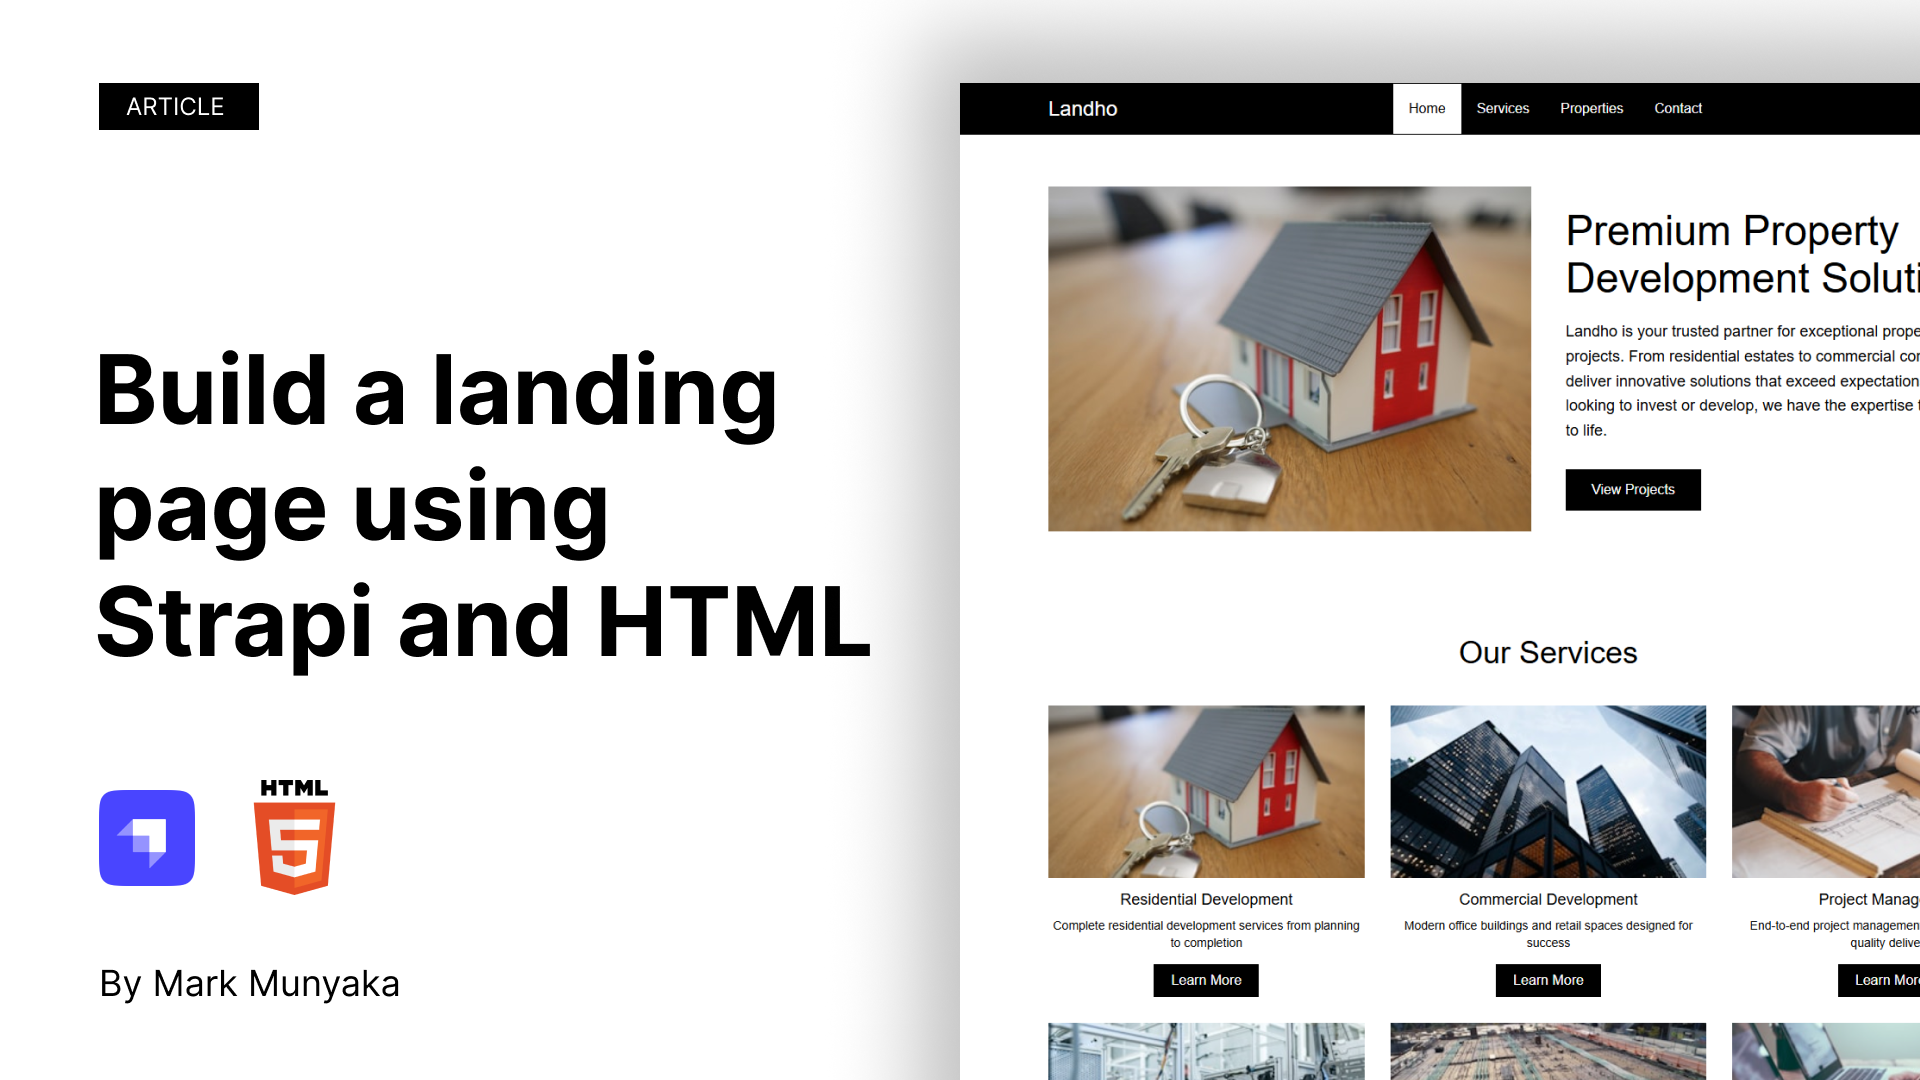 ARTICLE
Build a landing
page using
Strapi and HTML
HTML
5
By Mark Munyaka
Landho
Home
Services
Properties
Contact
Premium Property
Development Soluti
Landho is your trusted partner for exceptional prope
projects. From residential estates to commercial cor
deliver innovative solutions that exceed expectation
looking to invest or develop, we have the expertise t
to life.
View Projects
Our Services
Residential Development
Complete residential development services from planning
to completion
Learn More
Commercial Development
Modern office buildings and retail spaces designed for
success
Learn More
Project Manag
End-to-end project managemen
quality delive
Learn More